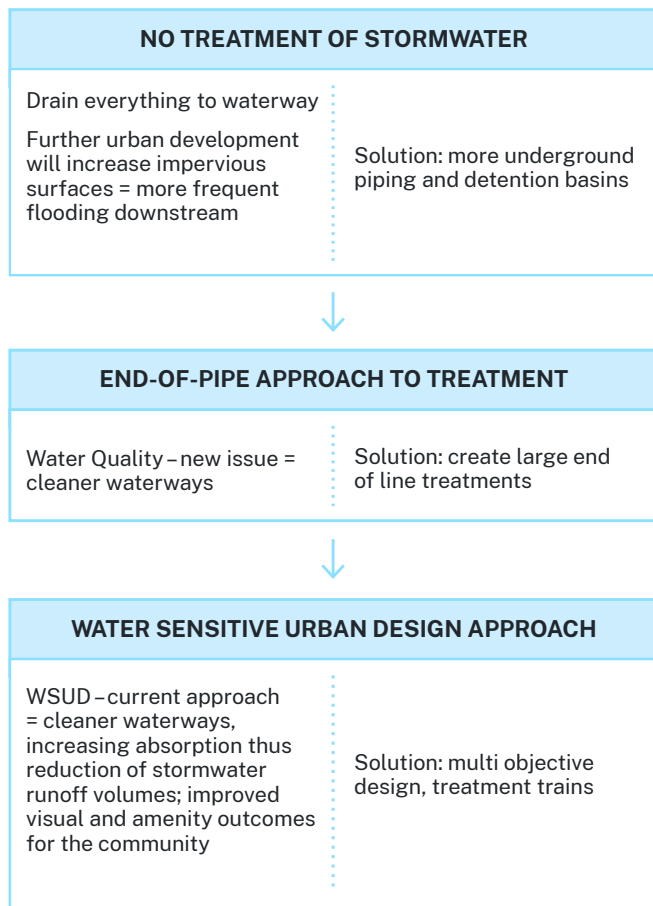 NO TREATMENT OF STORMWATER
Drain everything to waterway
Further urban development
will increase impervious
surfaces = more frequent
flooding downstream
Solution: more underground
piping and detention basins
END-OF-PIPE APPROACH TO TREATMENT
Water Quality – new issue =
cleaner waterways
Solution: create large end
of line treatments
WATER SENSITIVE URBAN DESIGN APPROACH
WSUD – current approach
= cleaner waterways,
increasing absorption thus
reduction of stormwater
runoff volumes; improved
visual and amenity outcomes
for the community
Solution: multi objective
design, treatment trains